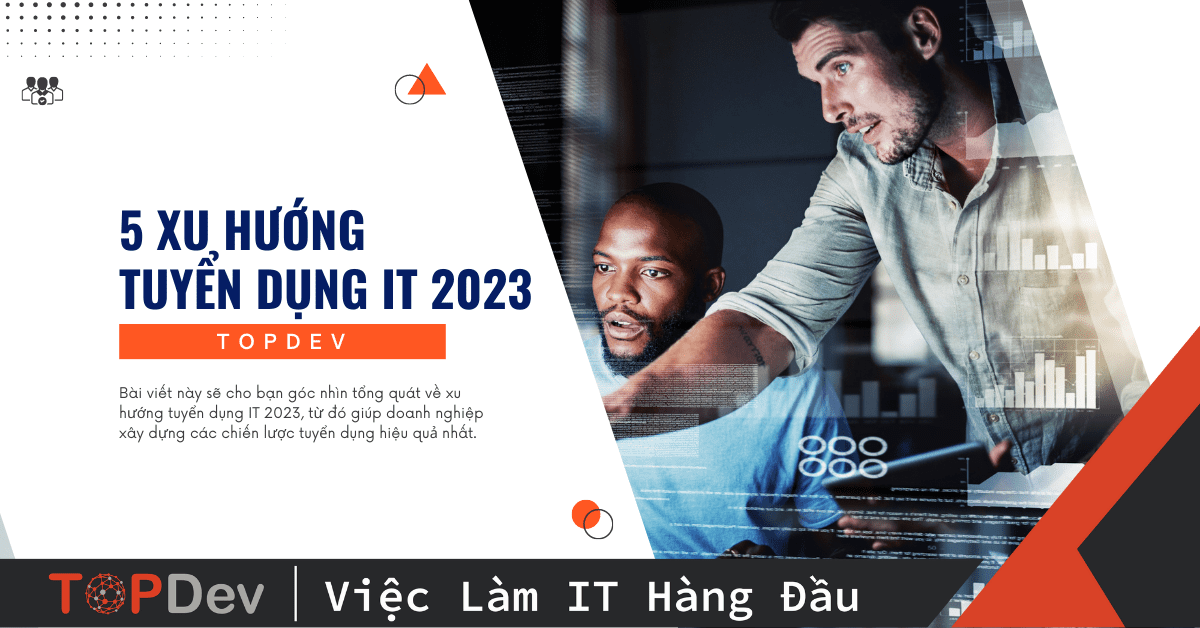 5 XU HƯỚNG
TUYỂN DỤNG IT 2023
TOPDEV
Bài viết này sẽ cho bạn góc nhìn tổng quát về xu
hướng tuyển dụng IT 2023, từ đó giúp doanh nghiệp
xây dựng các chiến lược tuyển dụng hiệu quả nhất.
TOPDev
Việc Làm IT Hàng Đầu